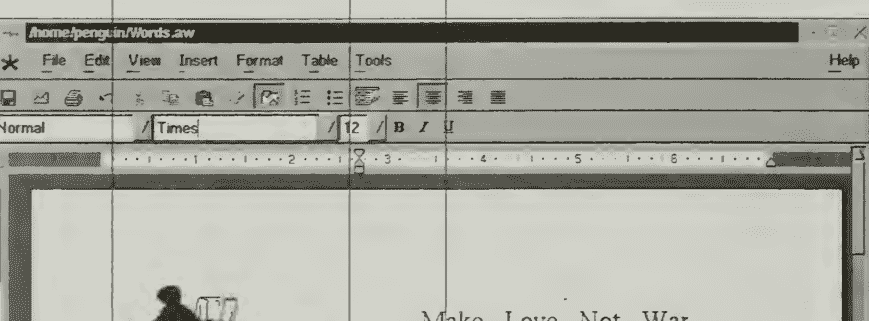 /home/penguin/Words.aw
File Edit View Insert Format Table Tools Help
Normal Times 12 B I U
1 2 3 4 5 6
Make Love Not War